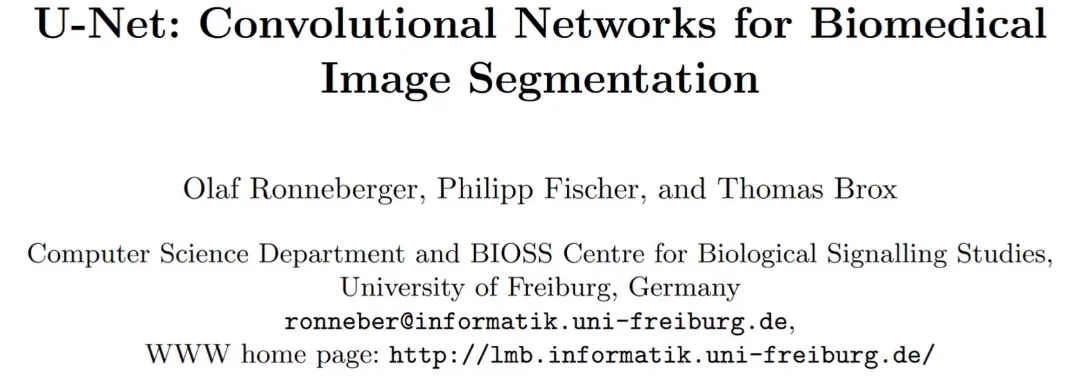 U-Net: Convolutional Networks for Biomedical
Image Segmentation
Olaf Ronneberger, Philipp Fischer, and Thomas Brox
Computer Science Department and BIOSS Centre for Biological Signalling Studies,
University of Freiburg, Germany
ronneber@informatik.uni-freiburg.de,
WWW home page: http://lmb.informatik.uni-freiburg.de/